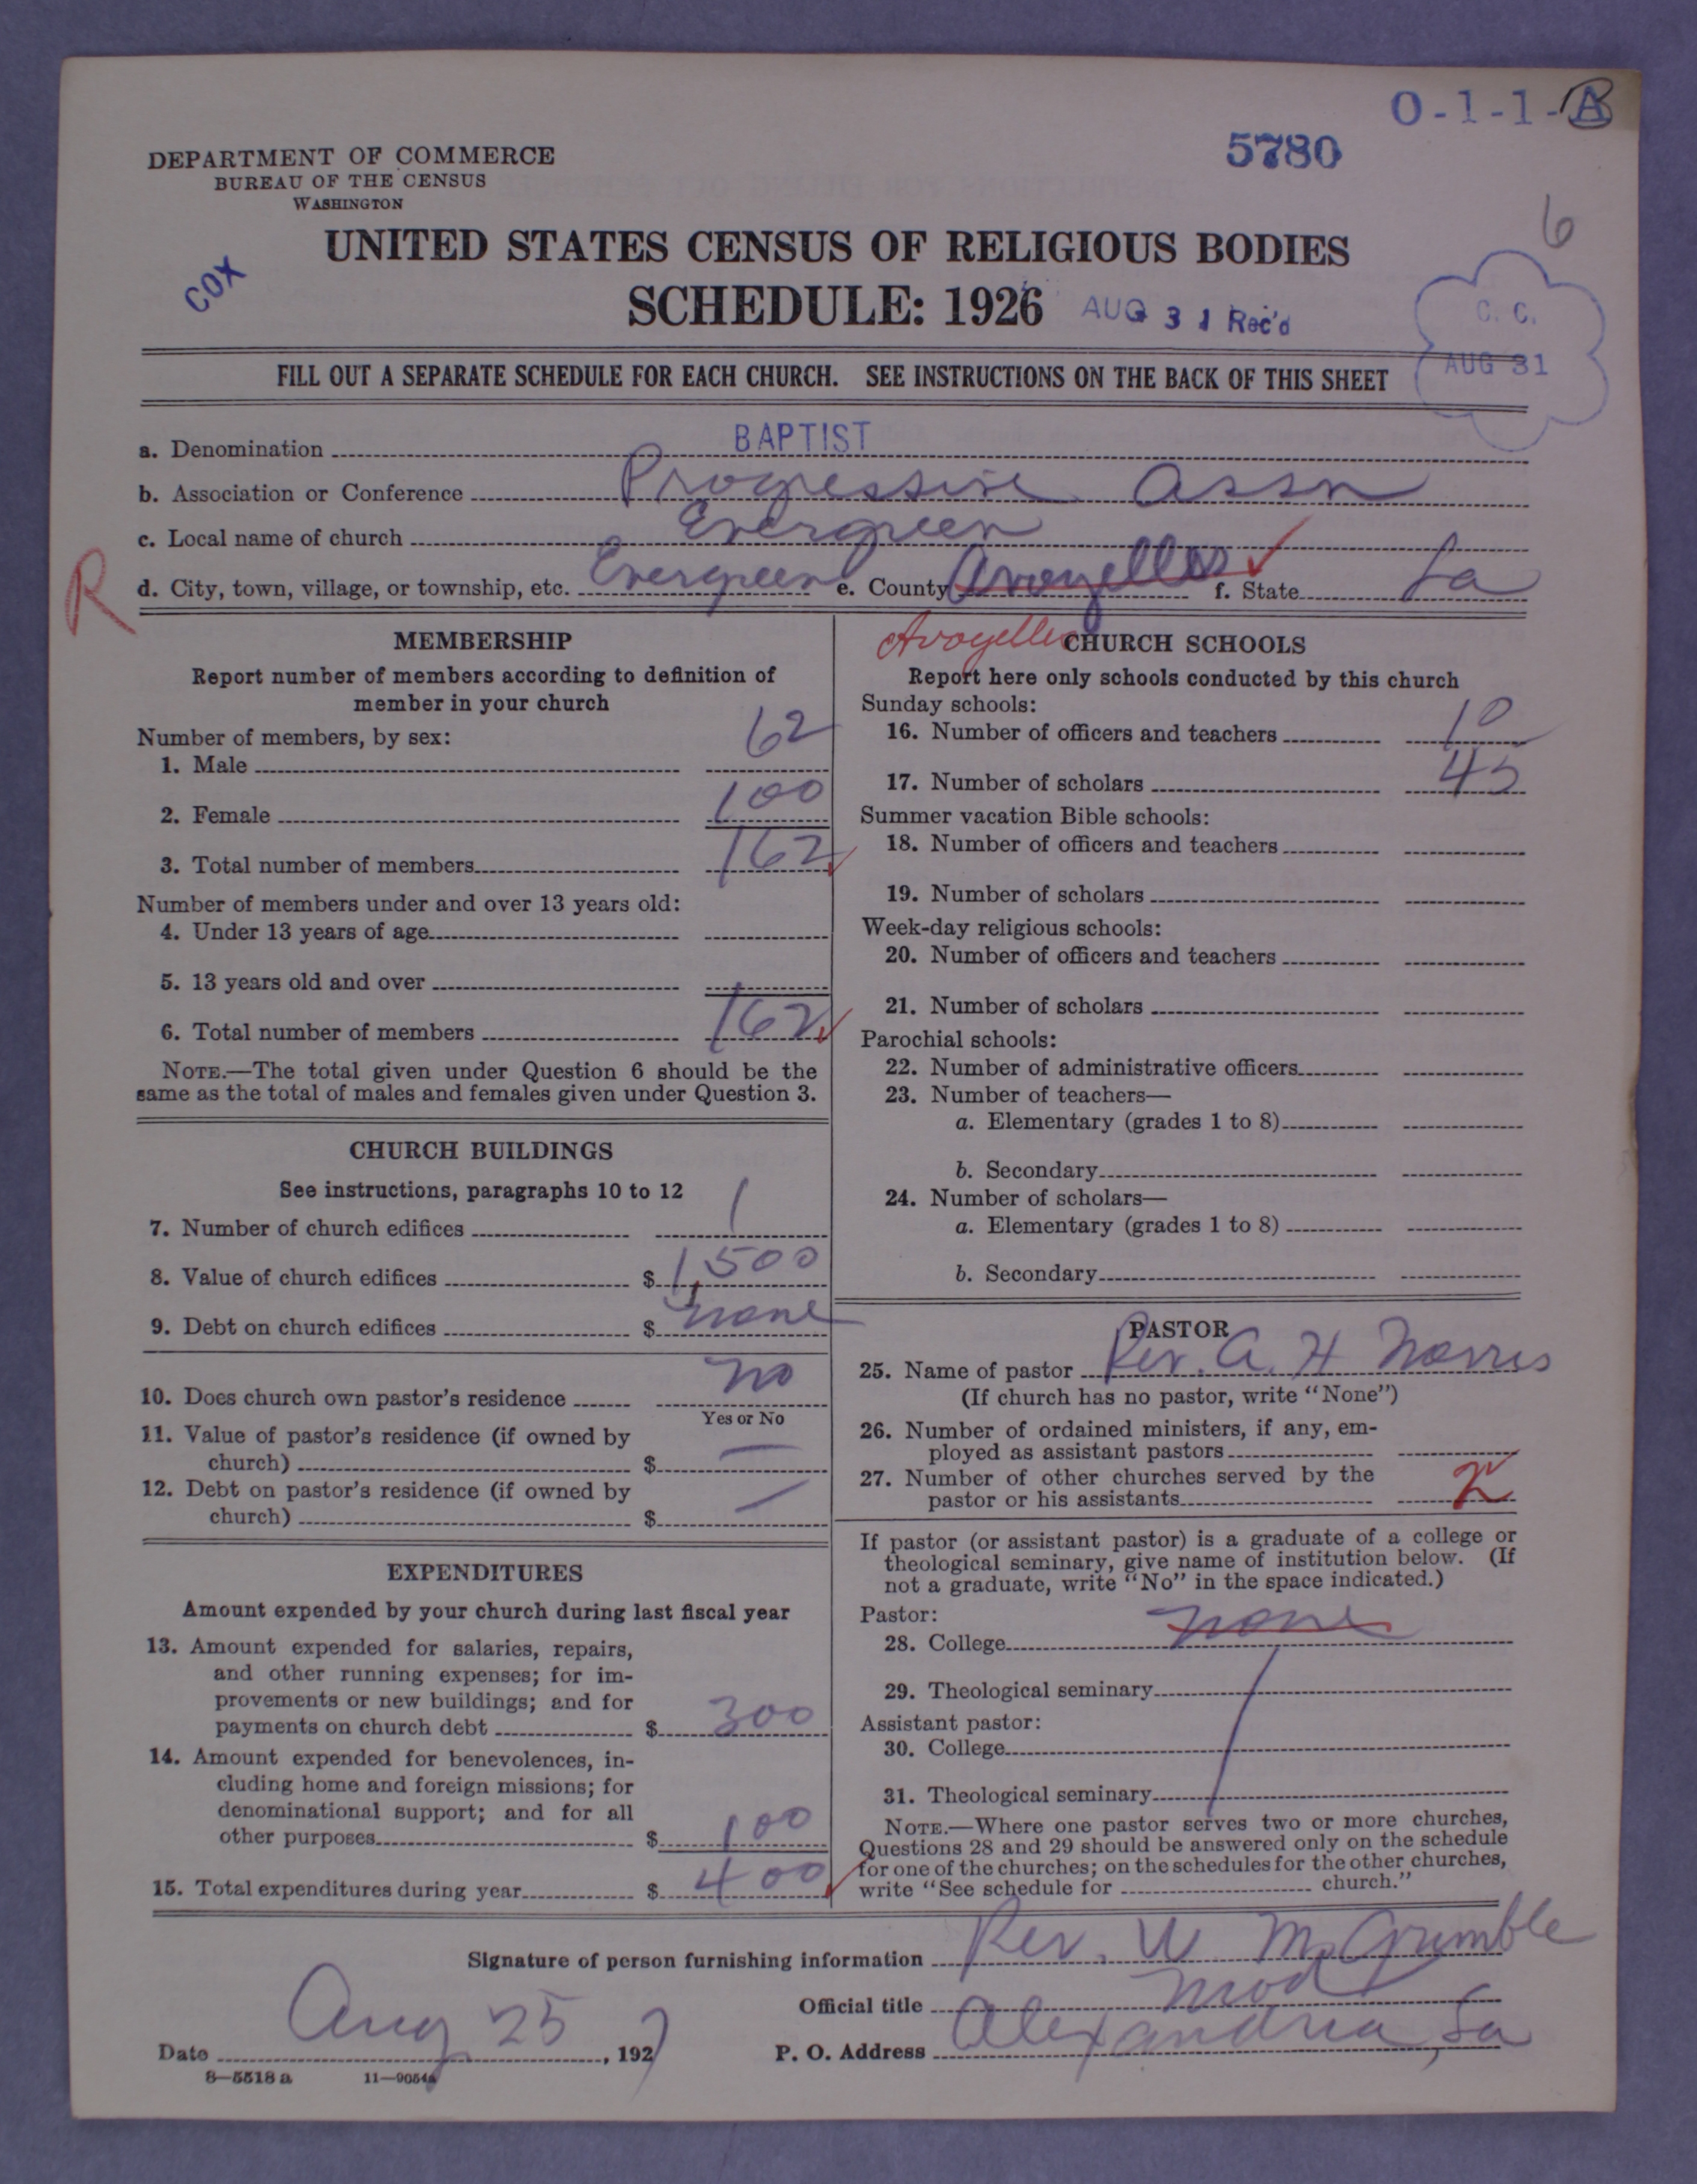 O-1-1-A B
5780
6
DEPARTMENT OF COMMERCE
BUREAU OF THE CENSUS
WASHINGTON
COX
UNITED STATES CENSUS OF RELIGIOUS BODIES
SCHEDULE: 1926
AUG 31 Rec'd
C. C.
AUG 31
FILL OUT A SEPARATE SCHEDULE FOR EACH CHURCH. SEE INSTRUCTIONS ON THE BACK OF THIS SHEET
a. Denomination BAPTIST
b. Association or Conference Progressive Assn
c. Local name of church Evergreen
R
d. City, town, village, or township, etc. Evergreen e. County Avoyelles f. State La
Avoyelles
MEMBERSHIP
Report number of members according to definition of
member in your church
Number of members, by sex:
1. Male 62
2. Female 100
3. Total number of members 162
Number of members under and over 13 years old:
4. Under 13 years of age
5. 13 years old and over
6. Total number of members 162
NOTE.—The total given under Question 6 should be the
same as the total of males and females given under Question 3.
CHURCH BUILDINGS
See instructions, paragraphs 10 to 12
7. Number of church edifices 1
8. Value of church edifices $ 1,500
9. Debt on church edifices $ none
10. Does church own pastor's residence no
Yes or No
11. Value of pastor's residence (if owned by
church) $ —
12. Debt on pastor's residence (if owned by
church) $ —
EXPENDITURES
Amount expended by your church during last fiscal year
13. Amount expended for salaries, repairs,
and other running expenses; for im-
provements or new buildings; and for
payments on church debt $ 300
14. Amount expended for benevolences, in-
cluding home and foreign missions; for
denominational support; and for all
other purposes $ 100
15. Total expenditures during year $ 400
CHURCH SCHOOLS
Report here only schools conducted by this church
Sunday schools:
16. Number of officers and teachers 10
17. Number of scholars 45
Summer vacation Bible schools:
18. Number of officers and teachers
19. Number of scholars
Week-day religious schools:
20. Number of officers and teachers
21. Number of scholars
Parochial schools:
22. Number of administrative officers
23. Number of teachers—
a. Elementary (grades 1 to 8)
b. Secondary
24. Number of scholars—
a. Elementary (grades 1 to 8)
b. Secondary
PASTOR
25. Name of pastor Rev. A. H Norris
(If church has no pastor, write "None")
26. Number of ordained ministers, if any, em-
ployed as assistant pastors
27. Number of other churches served by the
pastor or his assistants
If pastor (or assistant pastor) is a graduate of a college or
theological seminary, give name of institution below. (If
not a graduate, write "No" in the space indicated.)
Pastor:
28. College none
29. Theological seminary
Assistant pastor:
30. College
31. Theological seminary
NOTE.—Where one pastor serves two or more churches,
Questions 28 and 29 should be answered only on the schedule
for one of the churches; on the schedules for the other churches,
write "See schedule for church."
Signature of person furnishing information Rev. W McGrumble
Official title Mod
Date Aug 25, 1927
P. O. Address Alexandria, La
8—5518 a 11—9054a